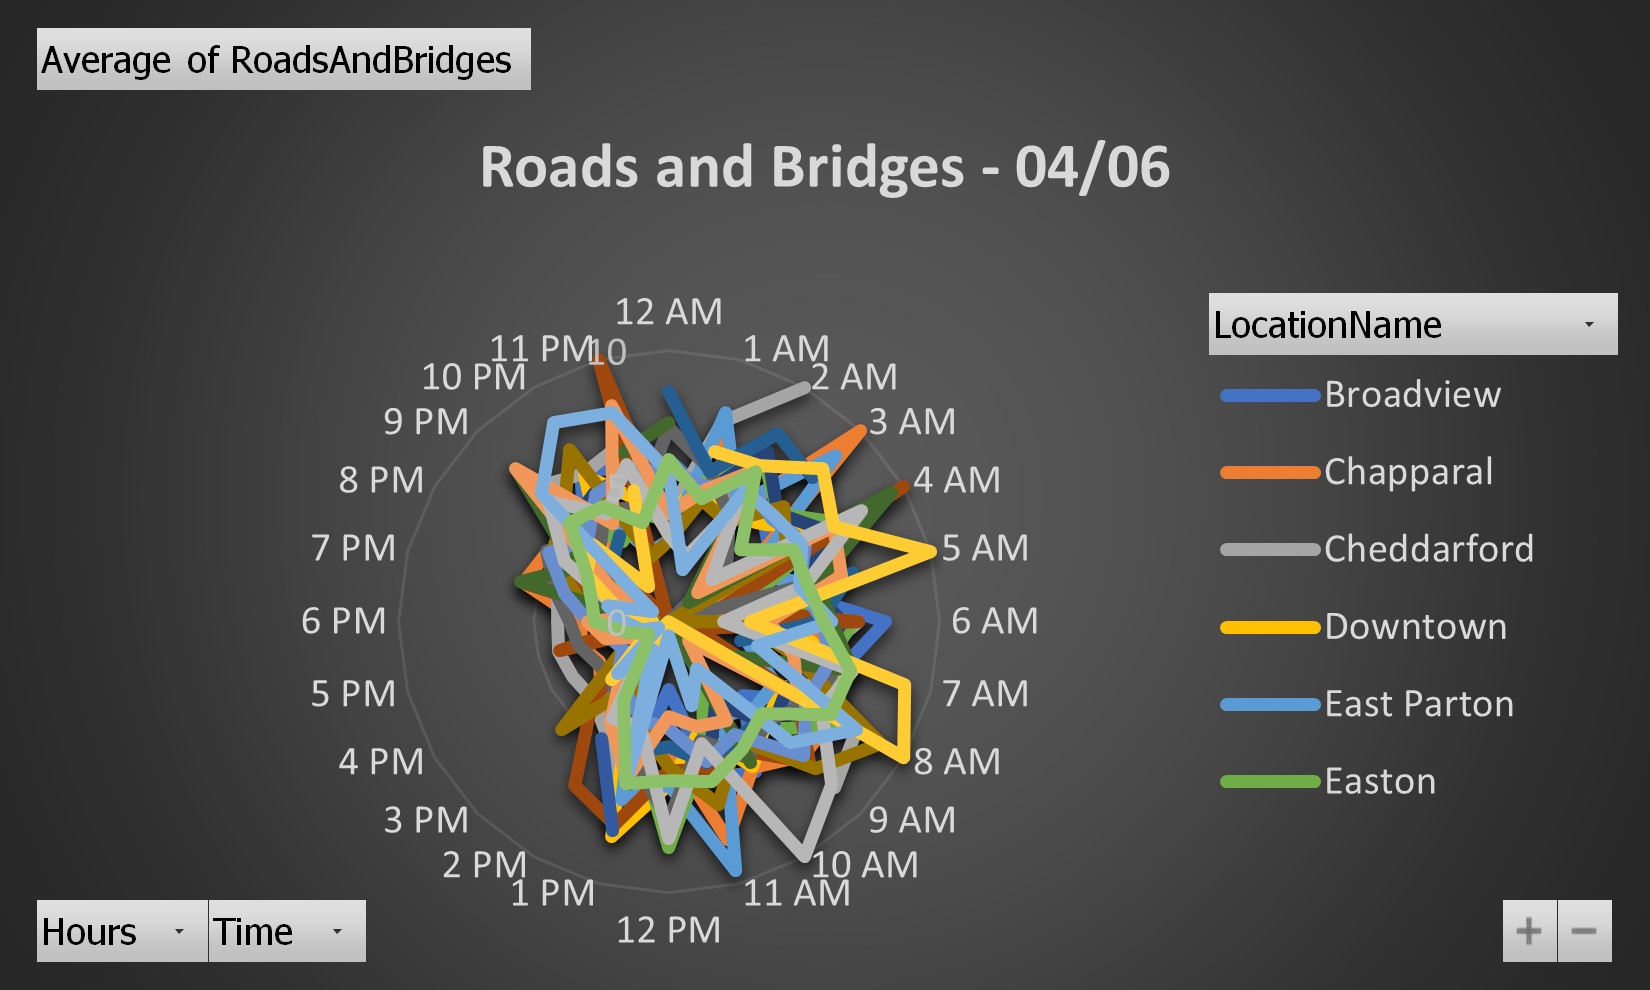 Average of RoadsAndBridges
Roads and Bridges - 04/06
12 AM
1 AM
2 AM
3 AM
4 AM
5 AM
6 AM
7 AM
8 AM
9 AM
10 AM
11 AM
12 PM
1 PM
2 PM
3 PM
4 PM
5 PM
6 PM
7 PM
8 PM
9 PM
10 PM
11 PM
10
5
0
LocationName
Broadview
Chapparal
Cheddarford
Downtown
East Parton
Easton
Hours
Time
+
−